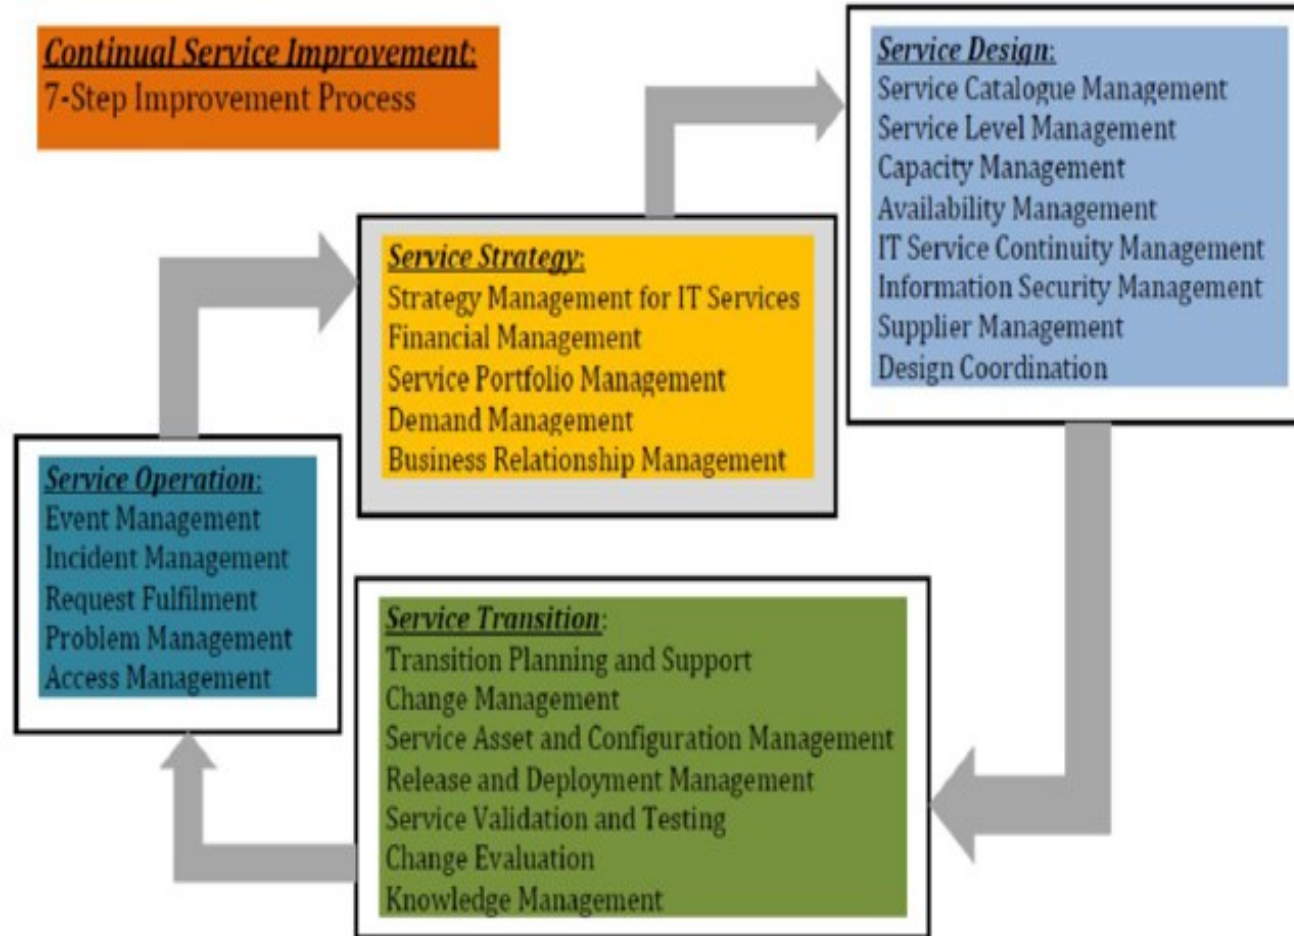 Continual Service Improvement:
7-Step Improvement Process
Service Design:
Service Catalogue Management
Service Level Management
Capacity Management
Availability Management
IT Service Continuity Management
Information Security Management
Supplier Management
Design Coordination
Service Strategy:
Strategy Management for IT Services
Financial Management
Service Portfolio Management
Demand Management
Business Relationship Management
Service Operation:
Event Management
Incident Management
Request Fulfilment
Problem Management
Access Management
Service Transition:
Transition Planning and Support
Change Management
Service Asset and Configuration Management
Release and Deployment Management
Service Validation and Testing
Change Evaluation
Knowledge Management